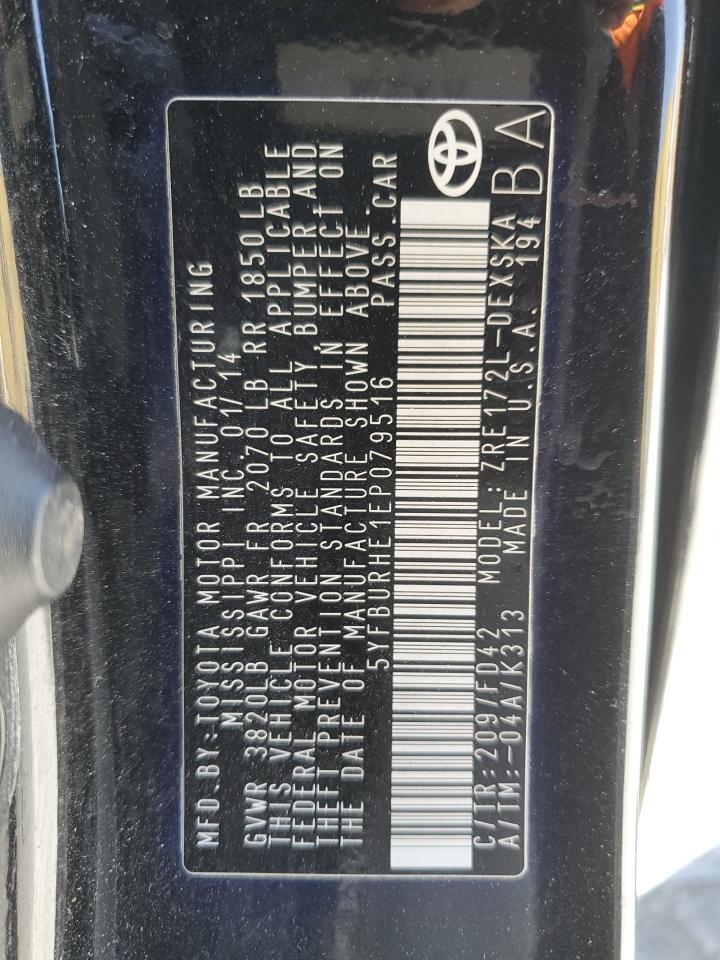 MFD. BY: TOYOTA MOTOR MANUFACTURING
MISSISSIPPI INC. 01/14
GVWR 3820LB GAWR FR 2070 LB RR 1850LB
THIS VEHICLE CONFORMS TO ALL APPLICABLE
FEDERAL MOTOR VEHICLE SAFETY, BUMPER AND
THEFT PREVENTION STANDARDS IN EFFECT ON
THE DATE OF MANUFACTURE SHOWN ABOVE.
5YFBURHE1EP079516 PASS. CAR
C/TR:209/FD42 MODEL:ZRE172L-DEXSKA
A/TM:-04A/K313 MADE IN U.S.A. 194 BA